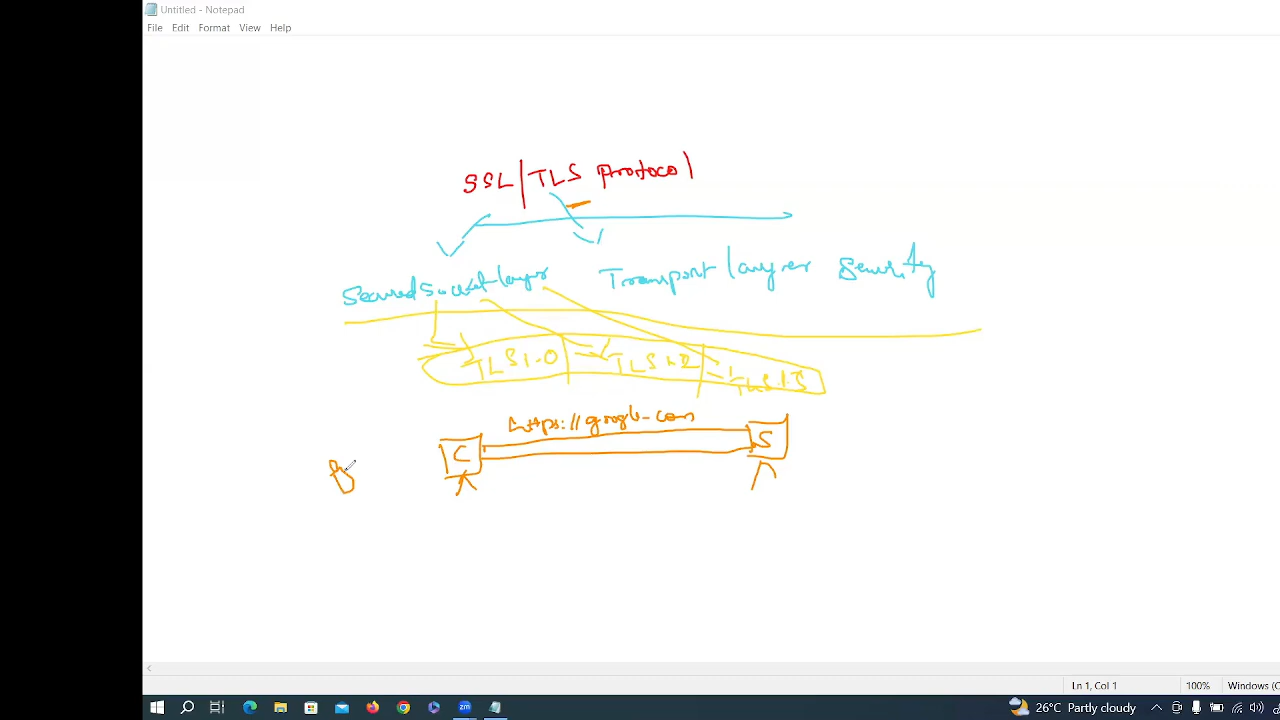 Untitled - Notepad
File Edit Format View Help
SSL/TLS protocol
Secured socket layer Transport layer Security
TLS 1.0 TLS 1.2 TLS 1.3
https://google.com
C S
Ln 1, Col 1 100% Windows (C
26°C Partly cloudy